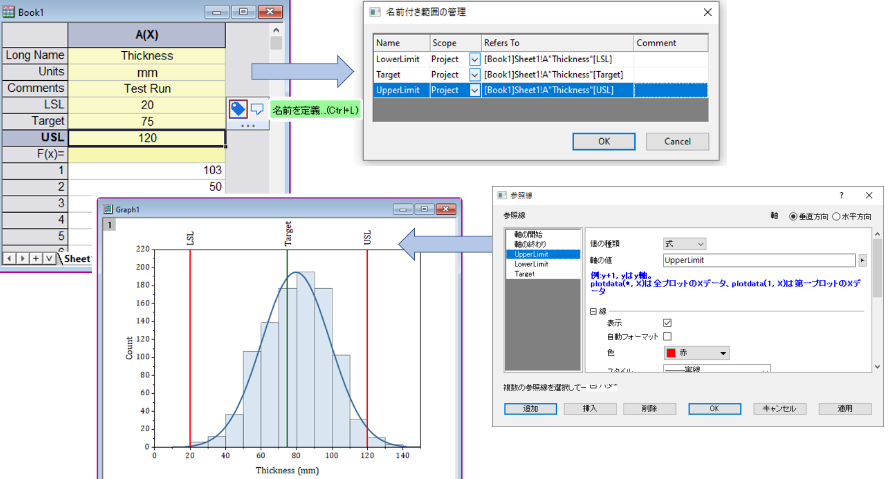 Book1
A(X)
Long Name Thickness
Units mm
Comments Test Run
LSL 20
Target 75
USL 120
F(x)=
1 103
2 50
3
4
5
Sheet1
名前を定義...(Ctrl+L)
名前付き範囲の管理
Name Scope Refers To Comment
LowerLimit Project [Book1]Sheet1!A"Thickness"[LSL]
Target Project [Book1]Sheet1!A"Thickness"[Target]
UpperLimit Project [Book1]Sheet1!A"Thickness"[USL]
OK Cancel
Graph1
1
LSL Target USL
220
200
180
160
140
120
100
80
60
40
20
0
Count
0 20 40 60 80 100 120 140
Thickness (mm)
参照線
参照線 軸 垂直方向 水平方向
軸の開始
軸の終わり
UpperLimit
LowerLimit
Target
値の種類 式
軸の値 UpperLimit
例:y+1, yはy軸。
plotdata(*, X)は全プロットのXデータ、plotdata(1, X)は第一プロットのXデ
ータ
線
表示
自動フォーマット
色 赤
スタイル 実線
複数の参照線を選択して
追加 挿入 削除 OK キャンセル 適用